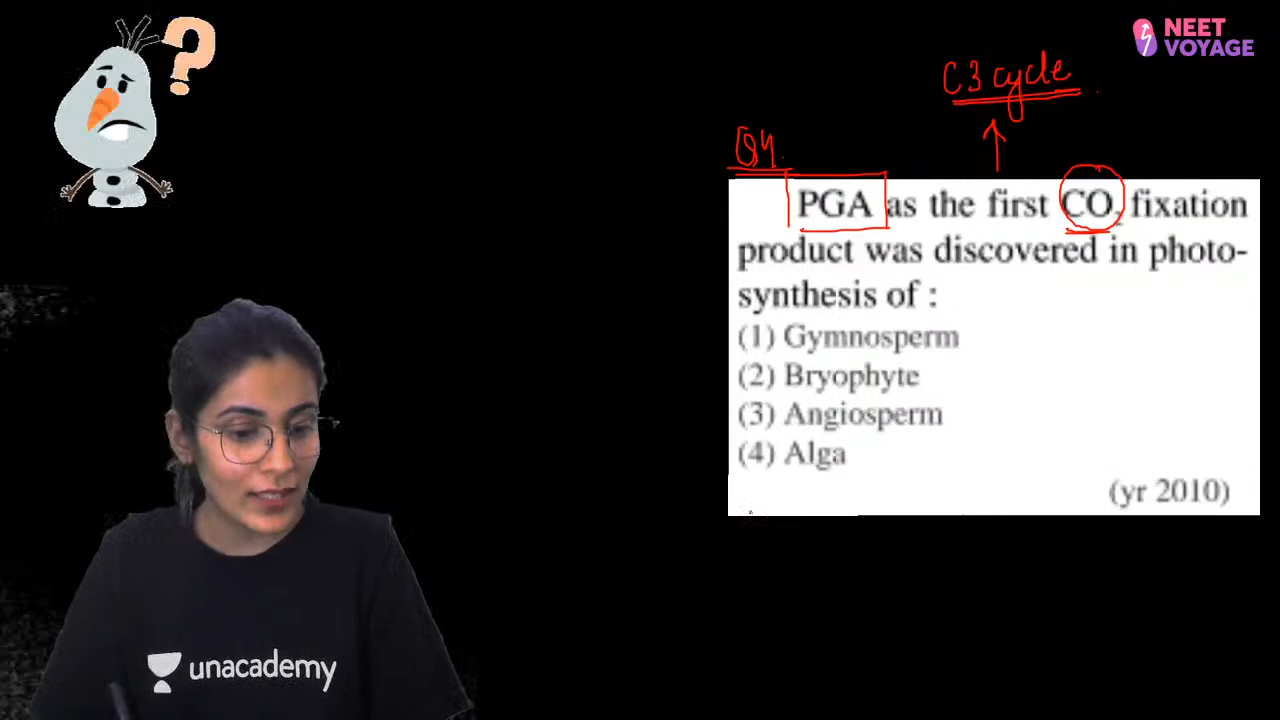 NEET
VOYAGE
C3 cycle
Q4.
PGA as the first CO2 fixation
product was discovered in photo-
synthesis of :
(1) Gymnosperm
(2) Bryophyte
(3) Angiosperm
(4) Alga
(yr 2010)
unacademy
?